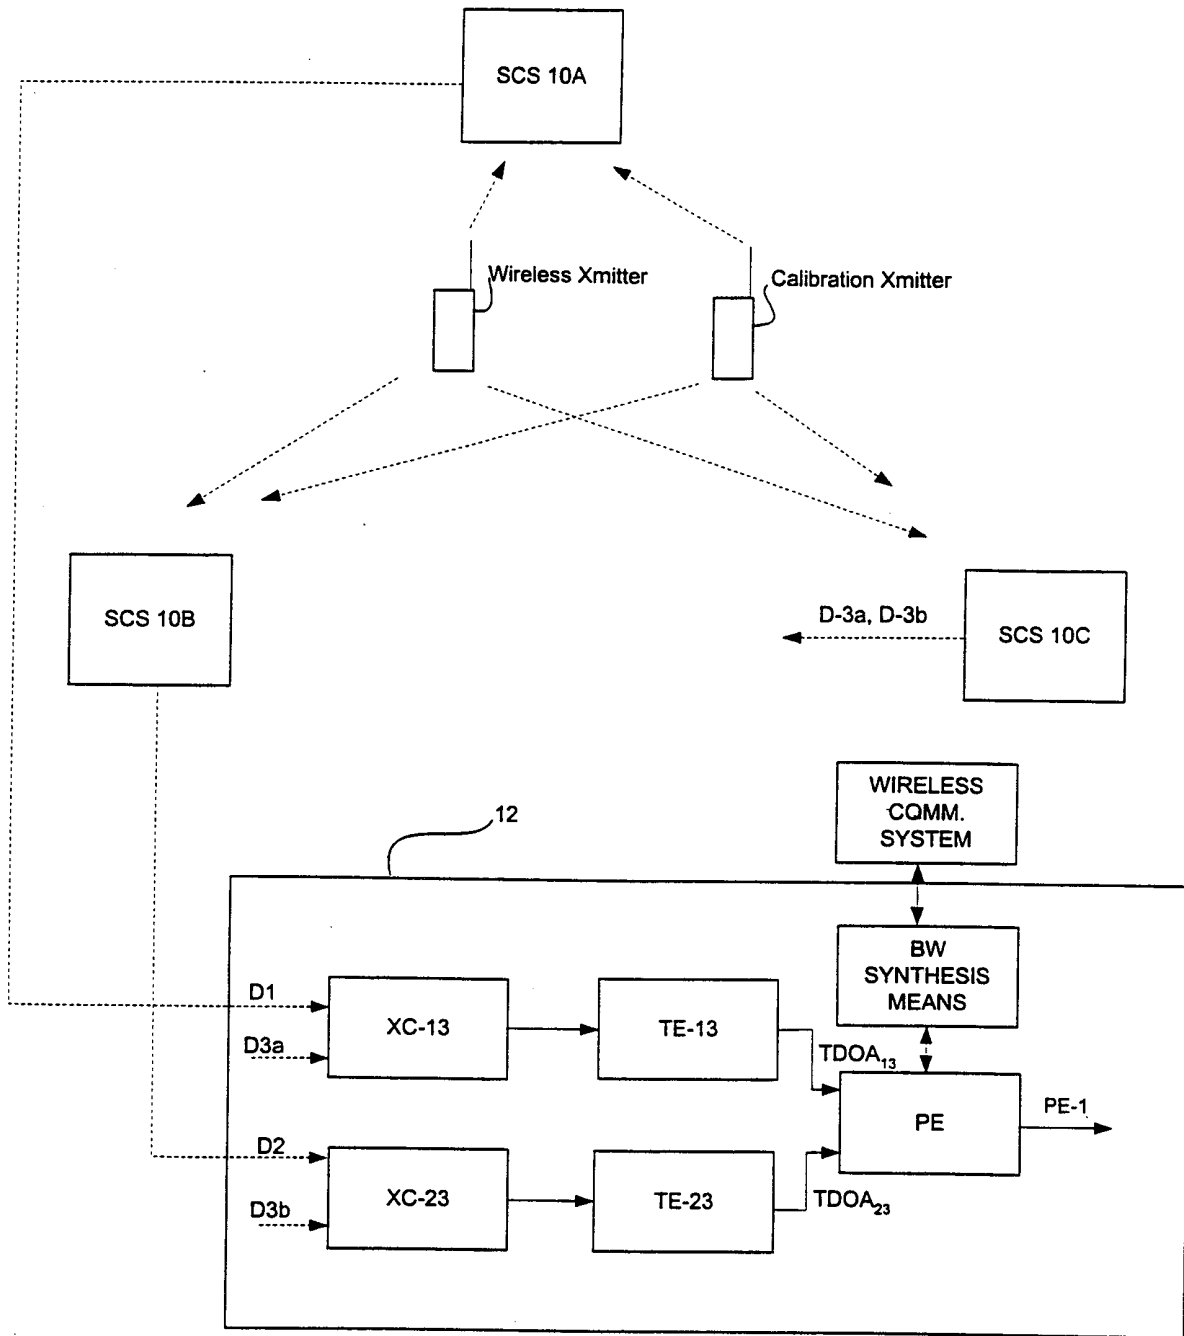 SCS 10A
Wireless Xmitter
Calibration Xmitter
SCS 10B
D-3a, D-3b
SCS 10C
WIRELESS
COMM.
SYSTEM
12
BW
SYNTHESIS
MEANS
D1
XC-13
TE-13
D3a
TDOA13
PE
PE-1
D2
XC-23
TE-23
D3b
TDOA23